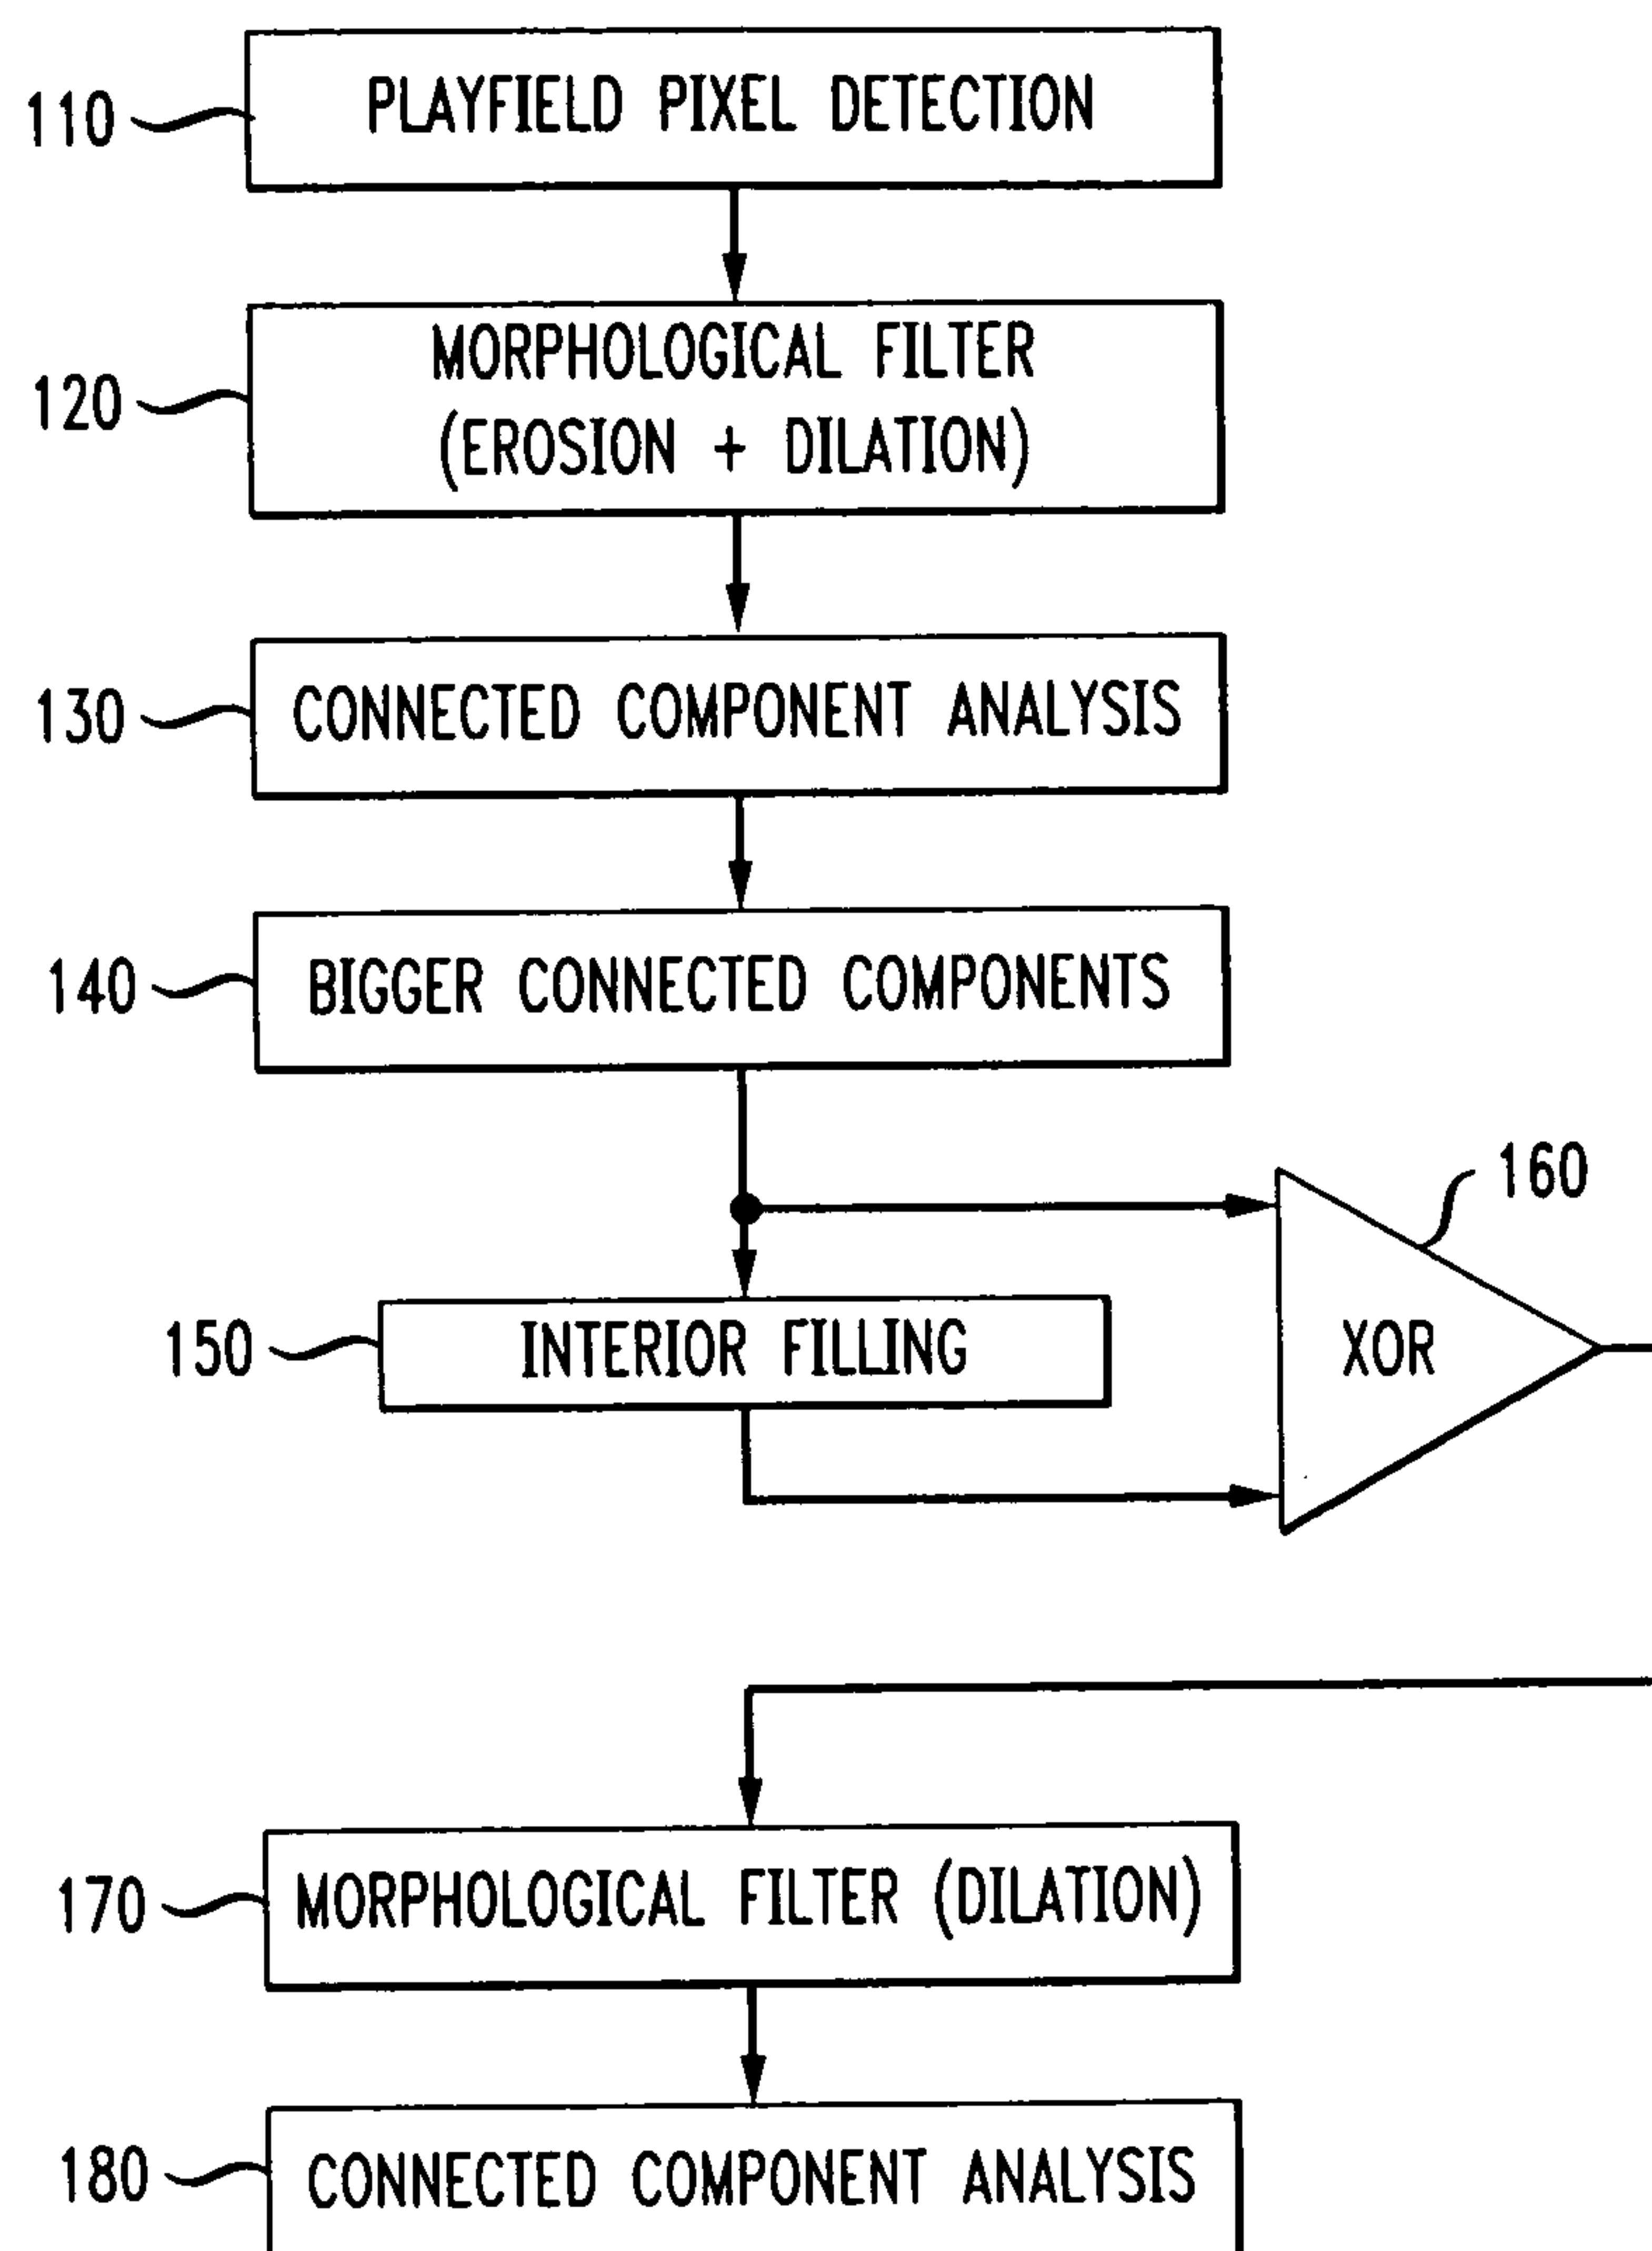 110
PLAYFIELD PIXEL DETECTION
120
MORPHOLOGICAL FILTER
(EROSION + DILATION)
130
CONNECTED COMPONENT ANALYSIS
140
BIGGER CONNECTED COMPONENTS
160
150
INTERIOR FILLING
XOR
170
MORPHOLOGICAL FILTER (DILATION)
180
CONNECTED COMPONENT ANALYSIS